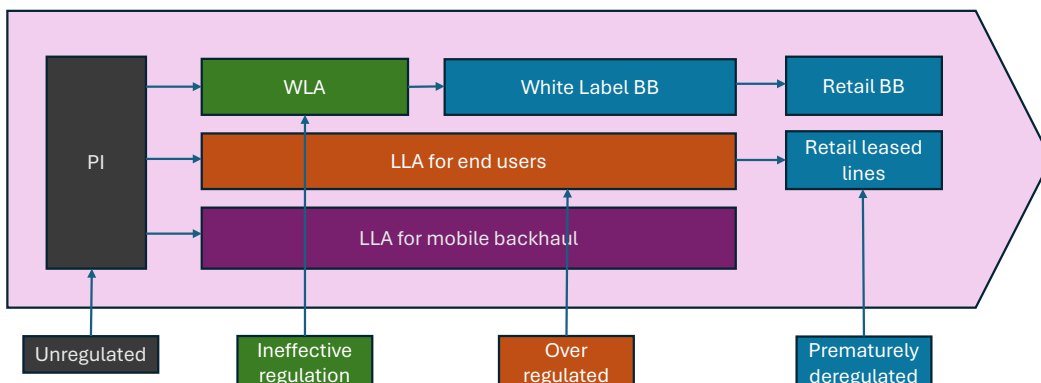 WLA
White Label BB
Retail BB
PI
LLA for end users
Retail leased
lines
LLA for mobile backhaul
Unregulated
Ineffective
regulation
Over
regulated
Prematurely
deregulated